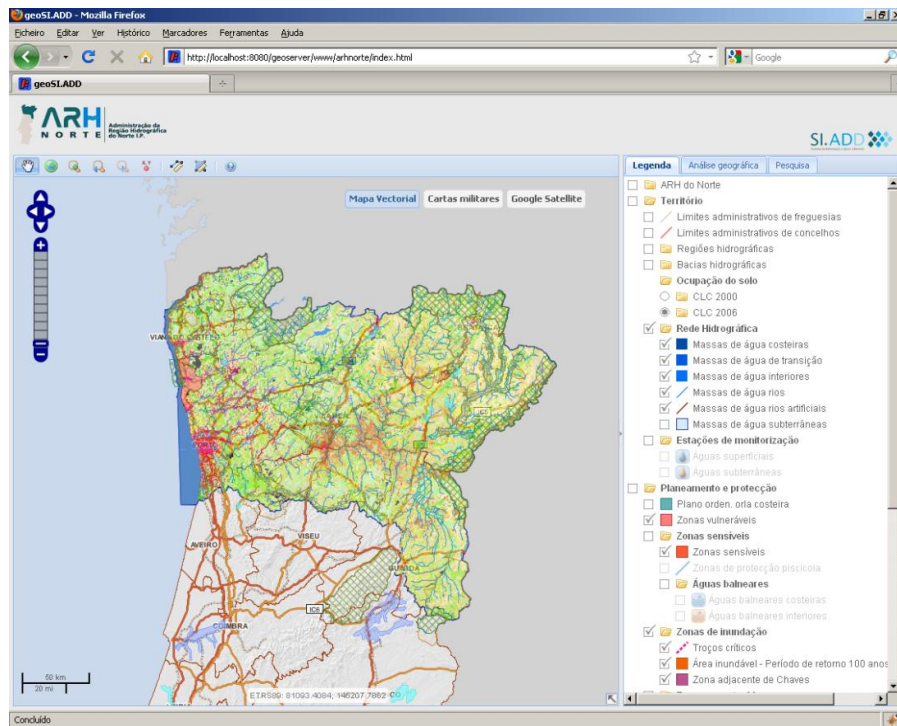 geoSI.ADD - Mozilla Firefox
Ficheiro Editar Ver Histórico Marcadores Ferramentas Ajuda
http://localhost:8080/geoserver/www/arhnorte/index.html
Google
geoSI.ADD
ARH
NORTE
Administração da
Região Hidrográfica
do Norte I.P.
SI.ADD
Legenda Análise geográfica Pesquisa
Mapa Vectorial Cartas militares Google Satellite
ARH do Norte
Território
Limites administrativos de freguesias
Limites administrativos de concelhos
Regiões hidrográficas
Bacias hidrográficas
Ocupação do solo
CLC 2000
CLC 2006
Rede Hidrográfica
Massas de água costeiras
Massas de água de transição
Massas de água interiores
Massas de água rios
Massas de água rios artificiais
Massas de água subterrâneas
Estações de monitorização
Águas superficiais
Águas subterrâneas
Planeamento e protecção
Plano orden. orla costeira
Zonas vulneráveis
Zonas sensíveis
Zonas sensíveis
Zonas de protecção piscicola
Águas balneares
Águas balneares costeiras
Águas balneares interiores
Zonas de inundação
Troços críticos
Área inundável - Período de retorno 100 anos
Zona adjacente de Chaves
AVEIRO
VISEU
GUARDA
IC6
COIMBRA
50 km
20 mi
Concluído